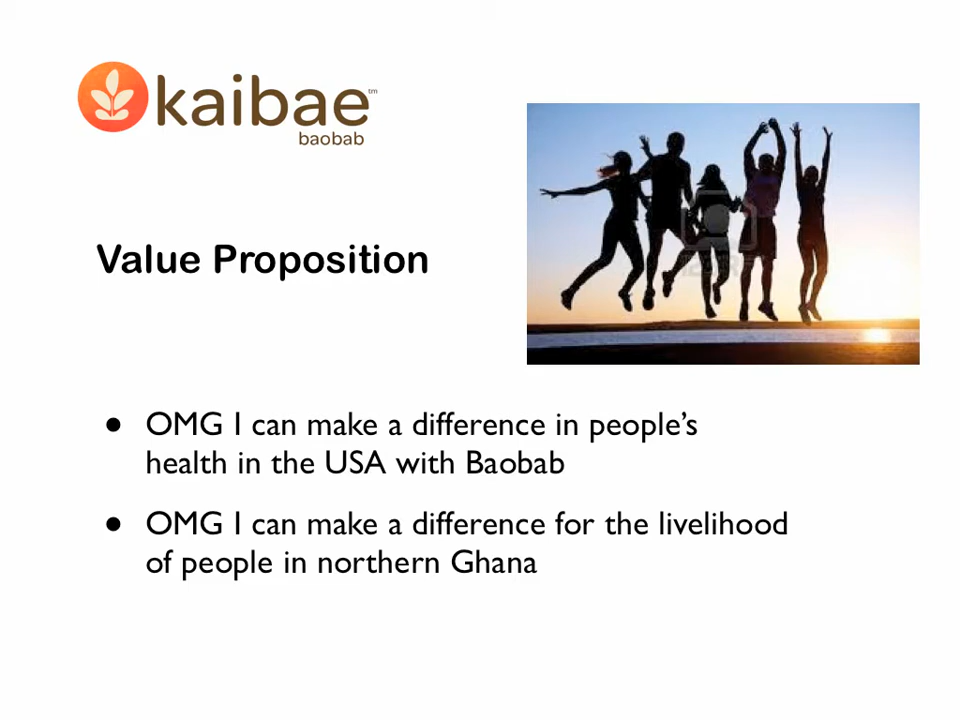 kaibae™
baobab
Value Proposition
• OMG I can make a difference in people’s
health in the USA with Baobab
• OMG I can make a difference for the livelihood
of people in northern Ghana